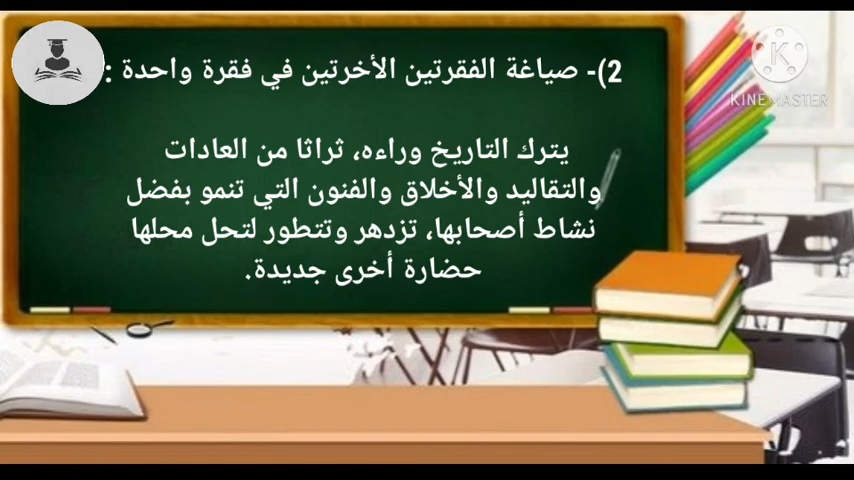 2)- صياغة الفقرتين الأخرتين في فقرة واحدة :
يترك التاريخ وراءه، ثراثا من العادات
والتقاليد والأخلاق والفنون التي تنمو بفضل
نشاط أصحابها، تزدهر وتتطور لتحل محلها
حضارة أخرى جديدة.
KINEMASTER